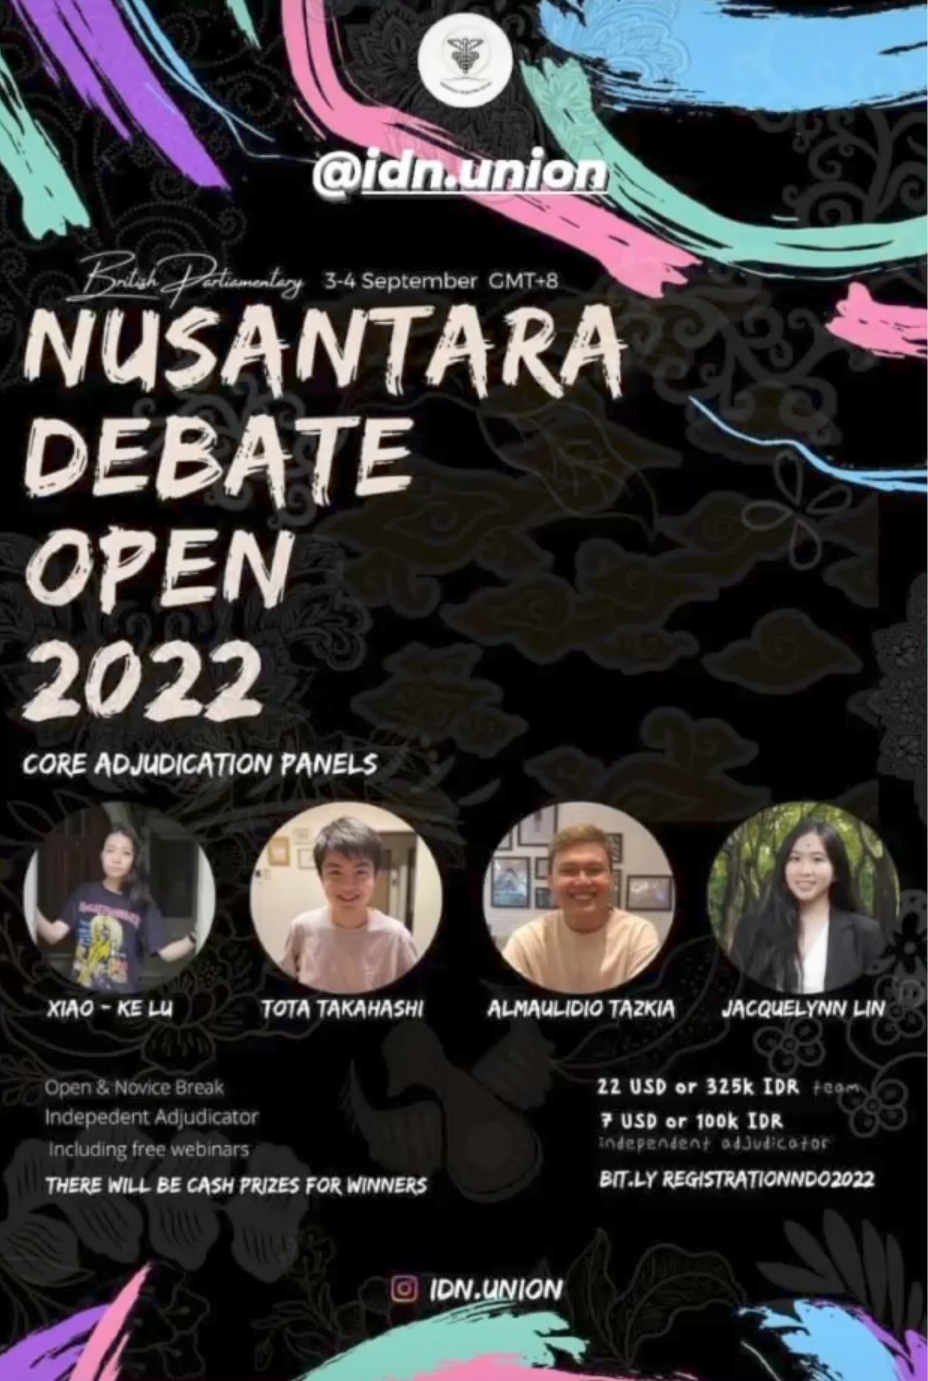 @idn.union
British Parliamentary 3-4 September GMT+8
NUSANTARA
DEBATE
OPEN
2022
CORE ADJUDICATION PANELS
XIAO - KE LU
TOTA TAKAHASHI
ALMAULIDIO TAZKIA
JACQUELYNN LIN
Open & Novice Break
Indepedent Adjudicator
Including free webinars
THERE WILL BE CASH PRIZES FOR WINNERS
22 USD or 325k IDR team
7 USD or 100k IDR
independent adjudicator
BIT.LY REGISTRATIONNDO2022
IDN.UNION